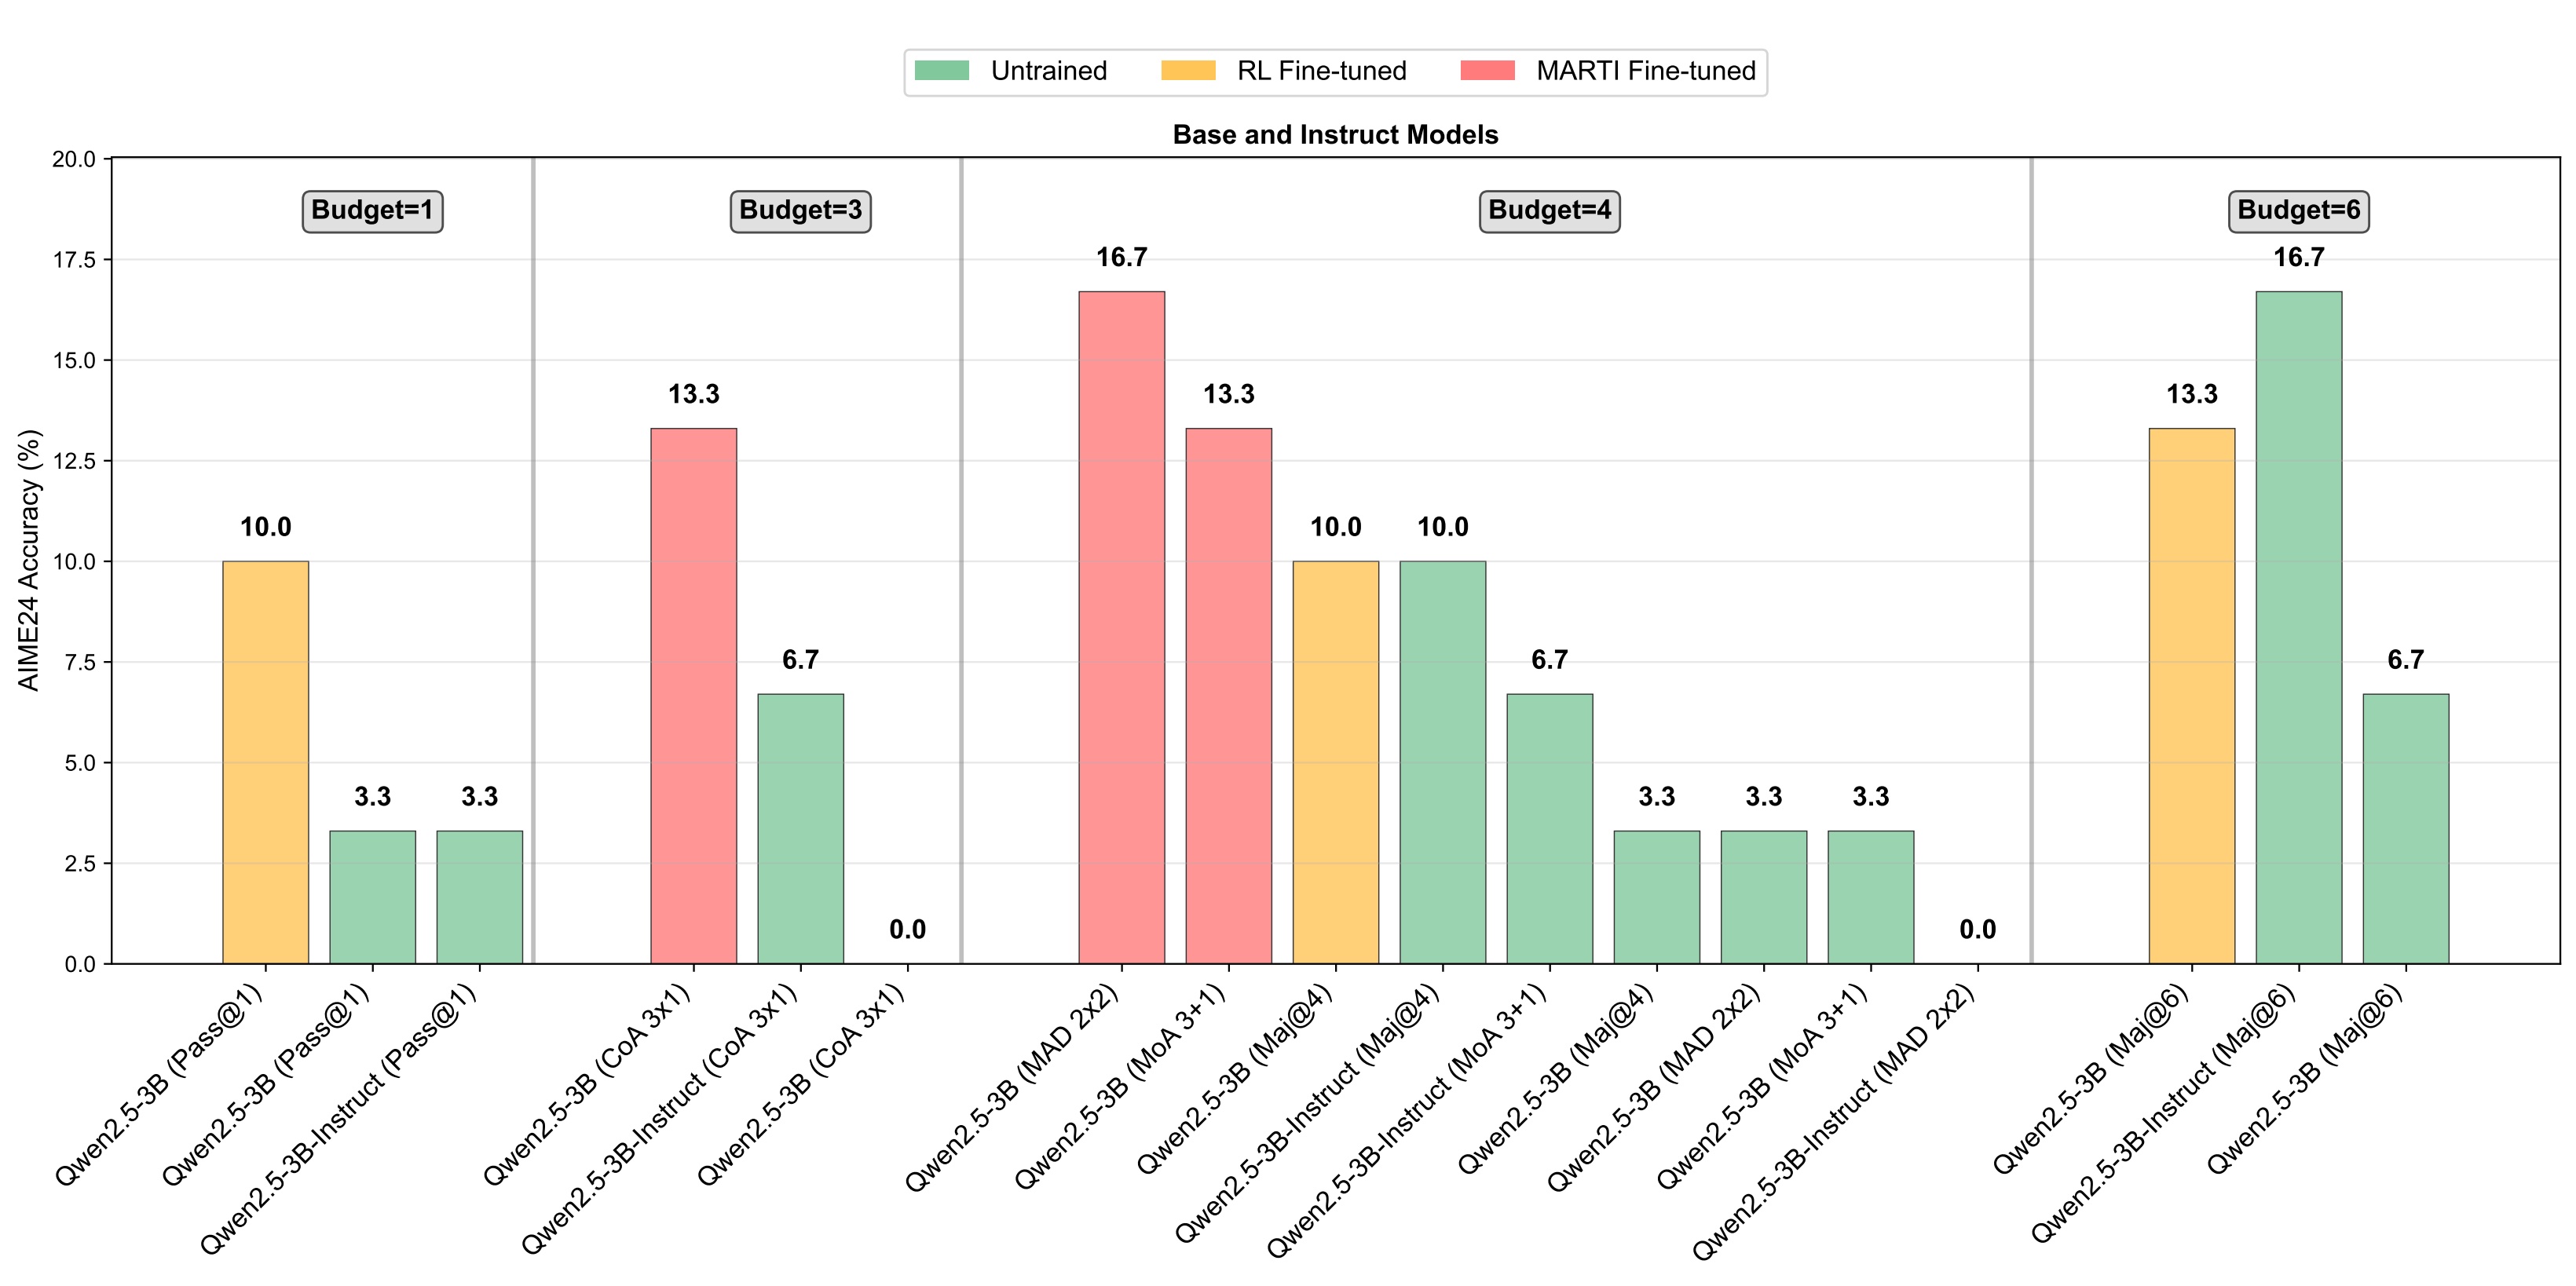 Untrained RL Fine-tuned MARTI Fine-tuned
Base and Instruct Models
AIME24 Accuracy (%)
20.0
17.5
15.0
12.5
10.0
7.5
5.0
2.5
0.0
Budget=1
10.0
3.3
3.3
Budget=3
13.3
6.7
0.0
Budget=4
16.7
13.3
10.0
10.0
6.7
3.3
3.3
3.3
0.0
Budget=6
13.3
16.7
6.7
Qwen2.5-3B (Pass@1)
Qwen2.5-3B (Pass@1)
Qwen2.5-3B-Instruct (Pass@1)
Qwen2.5-3B (CoA 3x1)
Qwen2.5-3B-Instruct (CoA 3x1)
Qwen2.5-3B (CoA 3x1)
Qwen2.5-3B (MAD 2x2)
Qwen2.5-3B (MoA 3+1)
Qwen2.5-3B (Maj@4)
Qwen2.5-3B-Instruct (Maj@4)
Qwen2.5-3B-Instruct (MoA 3+1)
Qwen2.5-3B (Maj@4)
Qwen2.5-3B (MAD 2x2)
Qwen2.5-3B (MoA 3+1)
Qwen2.5-3B-Instruct (MAD 2x2)
Qwen2.5-3B (Maj@6)
Qwen2.5-3B-Instruct (Maj@6)
Qwen2.5-3B (Maj@6)